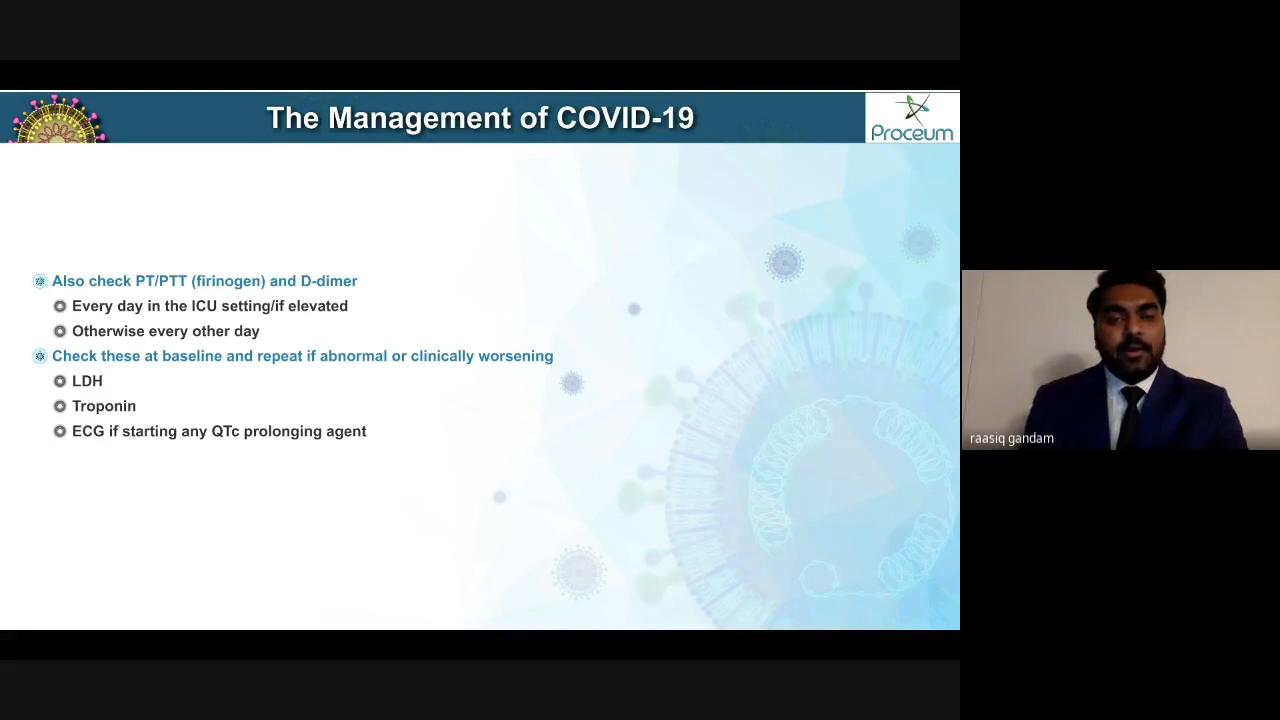 The Management of COVID-19
Proceum
Also check PT/PTT (firinogen) and D-dimer
Every day in the ICU setting/if elevated
Otherwise every other day
Check these at baseline and repeat if abnormal or clinically worsening
LDH
Troponin
ECG if starting any QTc prolonging agent
raasiq gandam